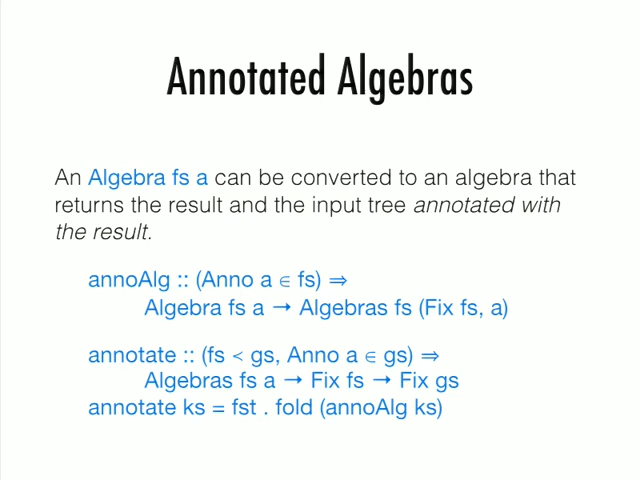 Annotated Algebras
An Algebra fs a can be converted to an algebra that
returns the result and the input tree annotated with
the result.
annoAlg :: (Anno a ∈ fs) ⇒
Algebra fs a → Algebras fs (Fix fs, a)
annotate :: (fs < gs, Anno a ∈ gs) ⇒
Algebras fs a → Fix fs → Fix gs
annotate ks = fst . fold (annoAlg ks)